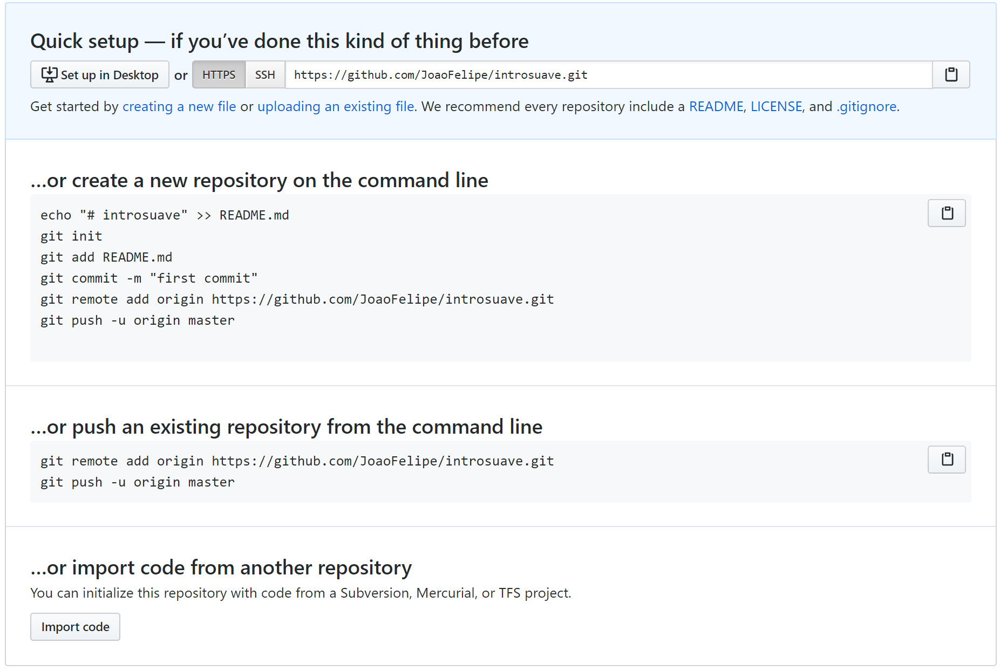 Quick setup — if you’ve done this kind of thing before
Set up in Desktop or HTTPS SSH https://github.com/JoaoFelipe/introsuave.git
Get started by creating a new file or uploading an existing file. We recommend every repository include a README, LICENSE, and .gitignore.
…or create a new repository on the command line
echo "# introsuave" >> README.md
git init
git add README.md
git commit -m "first commit"
git remote add origin https://github.com/JoaoFelipe/introsuave.git
git push -u origin master
…or push an existing repository from the command line
git remote add origin https://github.com/JoaoFelipe/introsuave.git
git push -u origin master
…or import code from another repository
You can initialize this repository with code from a Subversion, Mercurial, or TFS project.
Import code